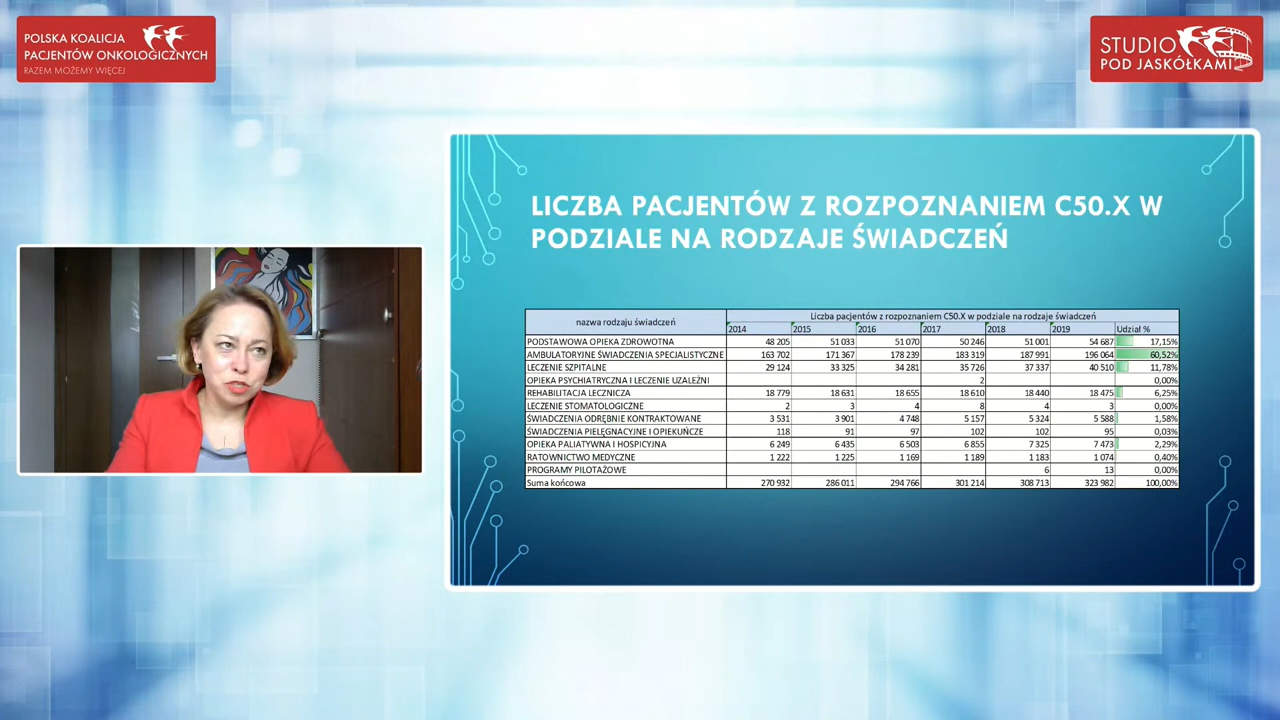 POLSKA KOALICJA
PACJENTÓW ONKOLOGICZNYCH
RAZEM MOŻEMY WIĘCEJ
STUDIO
POD JASKÓŁKAMI
LICZBA PACJENTÓW Z ROZPOZNANIEM C50.X W
PODZIALE NA RODZAJE ŚWIADCZEŃ
nazwa rodzaju świadczeń
Liczba pacjentów z rozpoznaniem C50.X w podziale na rodzaje świadczeń
2014 2015 2016 2017 2018 2019 Udział %
PODSTAWOWA OPIEKA ZDROWOTNA 48 205 51 033 51 070 50 246 51 001 54 687 17,15%
AMBULATORYJNE ŚWIADCZENIA SPECJALISTYCZNE 163 702 171 367 178 239 183 319 187 991 196 064 60,52%
LECZENIE SZPITALNE 29 124 33 325 34 281 35 726 37 337 40 510 11,78%
OPIEKA PSYCHIATRYCZNA I LECZENIE UZALEŻNI 2 0,00%
REHABILITACJA LECZNICZA 18 779 18 631 18 655 18 610 18 440 18 475 6,25%
LECZENIE STOMATOLOGICZNE 2 3 4 8 4 3 0,00%
ŚWIADCZENIA ODRĘBNIE KONTRAKTOWANE 3 531 3 901 4 748 5 157 5 324 5 588 1,58%
ŚWIADCZENIA PIELĘGNACYJNE I OPIEKUŃCZE 118 91 97 102 102 95 0,03%
OPIEKA PALIATYWNA I HOSPICYJNA 6 249 6 435 6 503 6 855 7 325 7 473 2,29%
RATOWNICTWO MEDYCZNE 1 222 1 225 1 169 1 189 1 183 1 074 0,40%
PROGRAMY PILOTAŻOWE 6 13 0,00%
Suma końcowa 270 932 286 011 294 766 301 214 308 713 323 982 100,00%